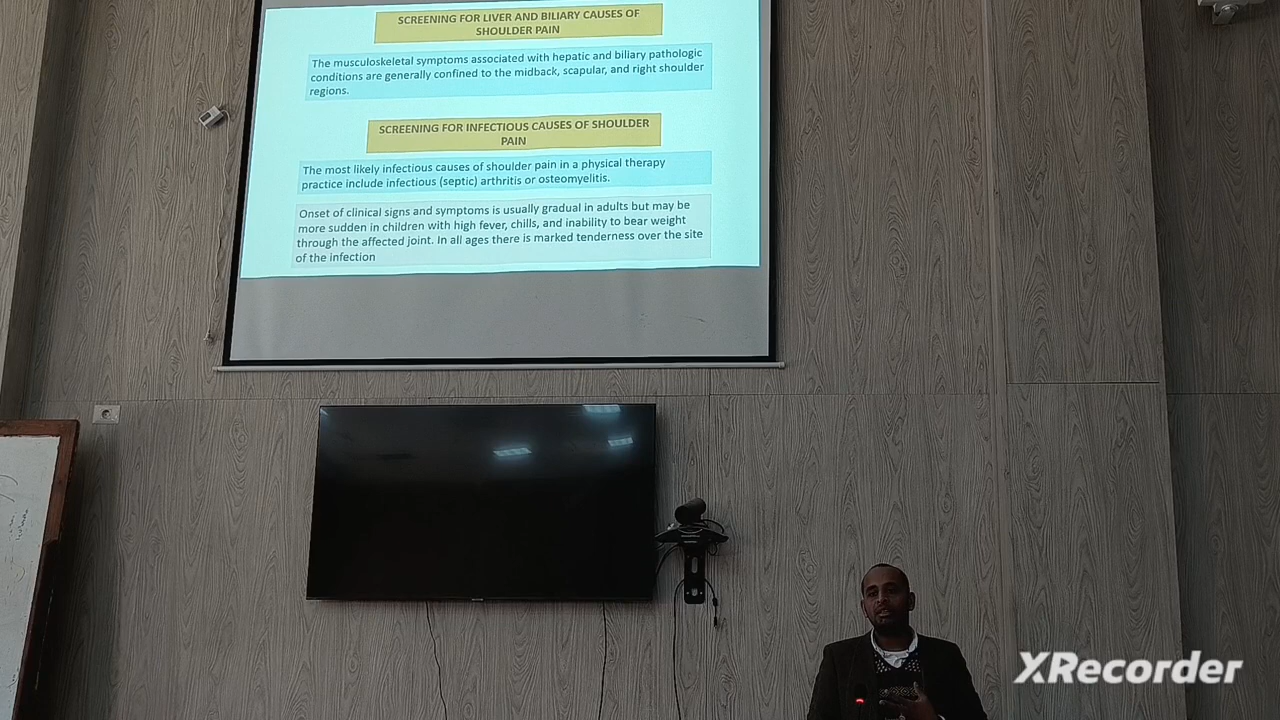 SCREENING FOR LIVER AND BILIARY CAUSES OF
SHOULDER PAIN
The musculoskeletal symptoms associated with hepatic and biliary pathologic
conditions are generally confined to the midback, scapular, and right shoulder
regions.
SCREENING FOR INFECTIOUS CAUSES OF SHOULDER
PAIN
The most likely infectious causes of shoulder pain in a physical therapy
practice include infectious (septic) arthritis or osteomyelitis.
Onset of clinical signs and symptoms is usually gradual in adults but may be
more sudden in children with high fever, chills, and inability to bear weight
through the affected joint. In all ages there is marked tenderness over the site
of the infection
XRecorder